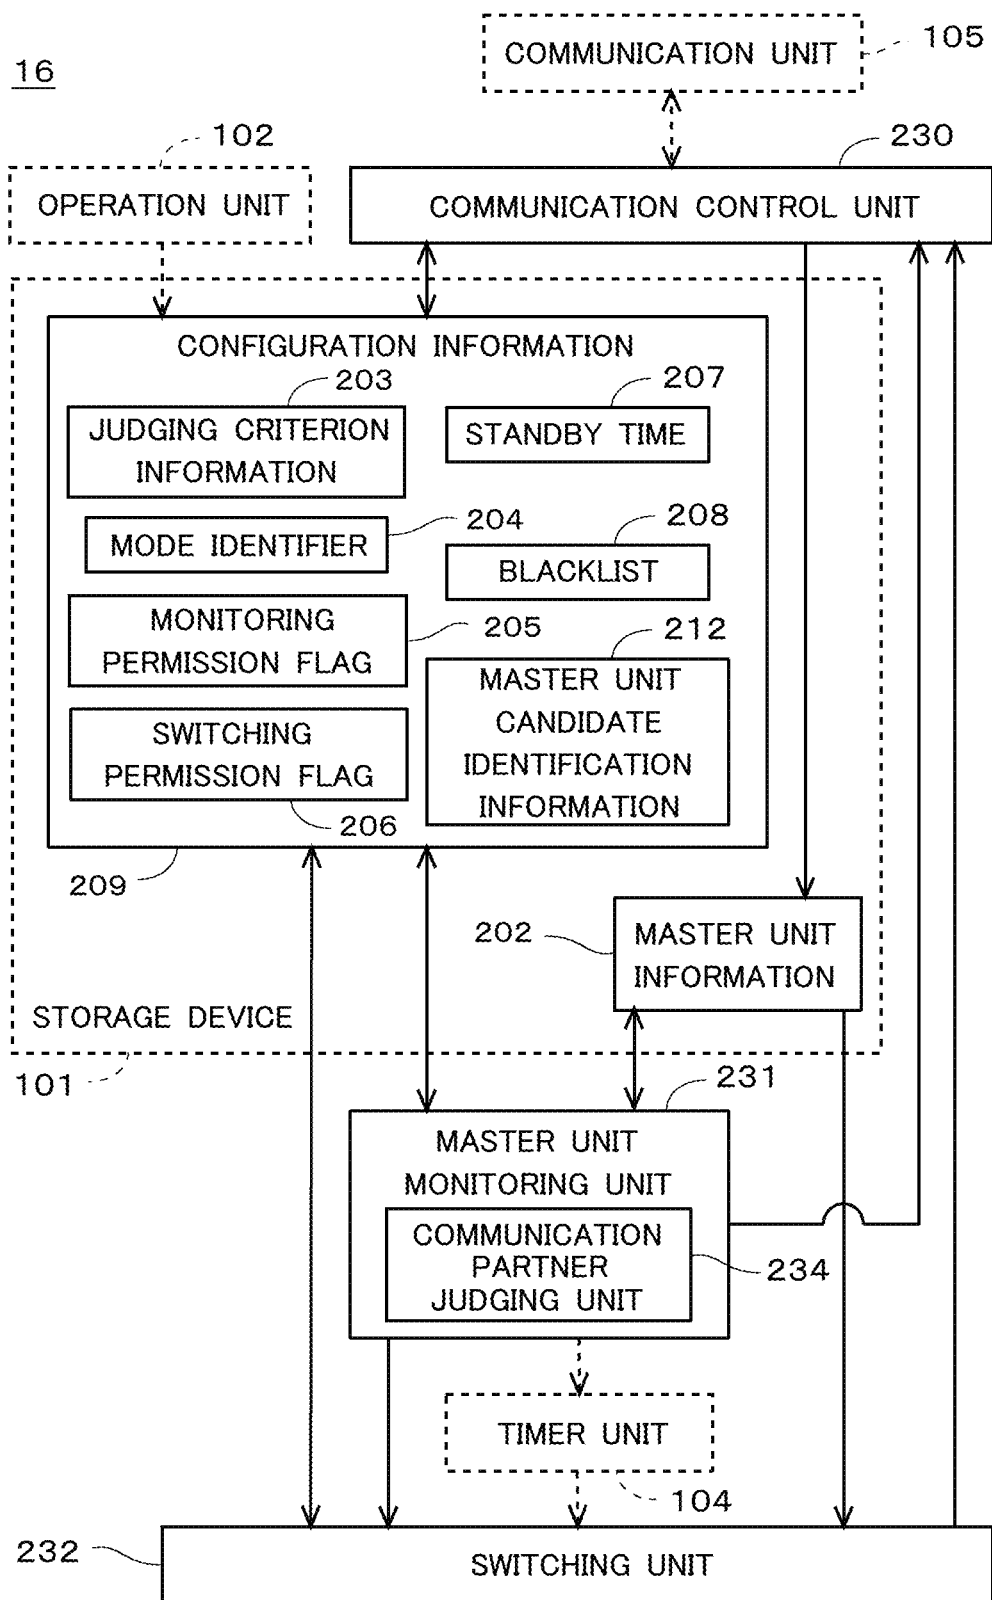 16
COMMUNICATION UNIT
105
102
230
OPERATION UNIT
COMMUNICATION CONTROL UNIT
CONFIGURATION INFORMATION
203
207
JUDGING CRITERION
INFORMATION
STANDBY TIME
204
208
MODE IDENTIFIER
BLACKLIST
MONITORING
PERMISSION FLAG
205
212
MASTER UNIT
CANDIDATE
IDENTIFICATION
INFORMATION
SWITCHING
PERMISSION FLAG
206
209
202
MASTER UNIT
INFORMATION
STORAGE DEVICE
101
231
MASTER UNIT
MONITORING UNIT
COMMUNICATION
PARTNER
JUDGING UNIT
234
TIMER UNIT
104
232
SWITCHING UNIT